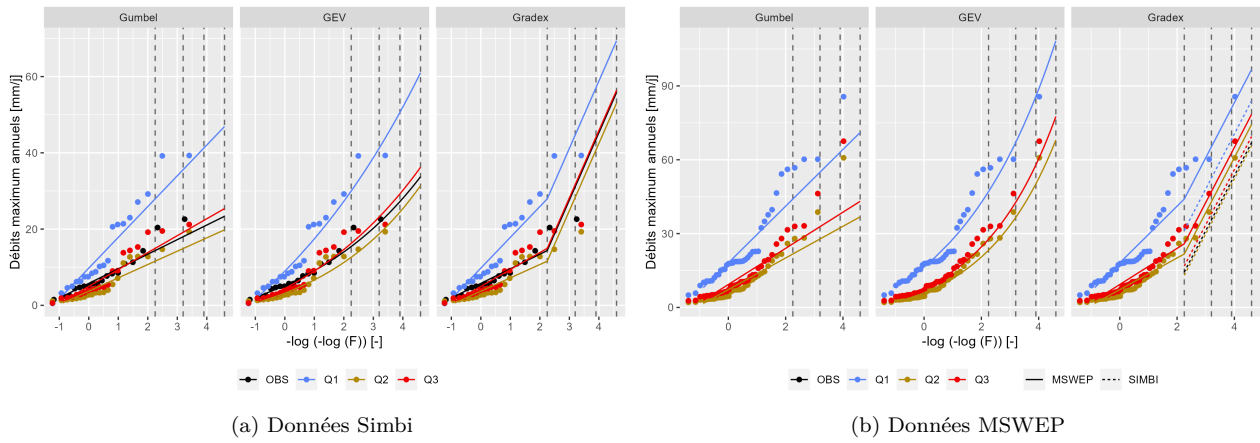 Gumbel GEV Gradex
Débits maximum annuels [mm/j]
60
40
20
0
-1 0 1 2 3 4 -1 0 1 2 3 4 -1 0 1 2 3 4
-log (-log (F)) [-]
OBS Q1 Q2 Q3
(a) Données Simbi
Gumbel GEV Gradex
Débits maximum annuels [mm/j]
90
60
30
0
0 2 4 0 2 4 0 2 4
-log (-log (F)) [-]
OBS Q1 Q2 Q3 MSWEP SIMBI
(b) Données MSWEP